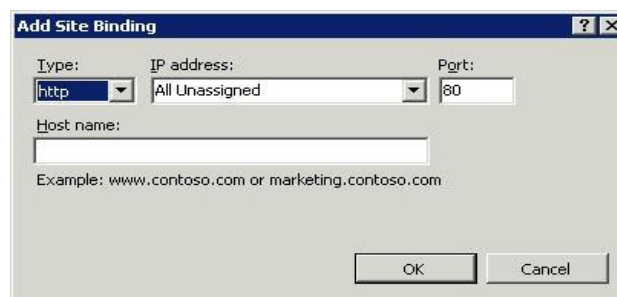 Add Site Binding
Type: IP address: Port:
http All Unassigned 80
Host name:
Example: www.contoso.com or marketing.contoso.com
OK Cancel